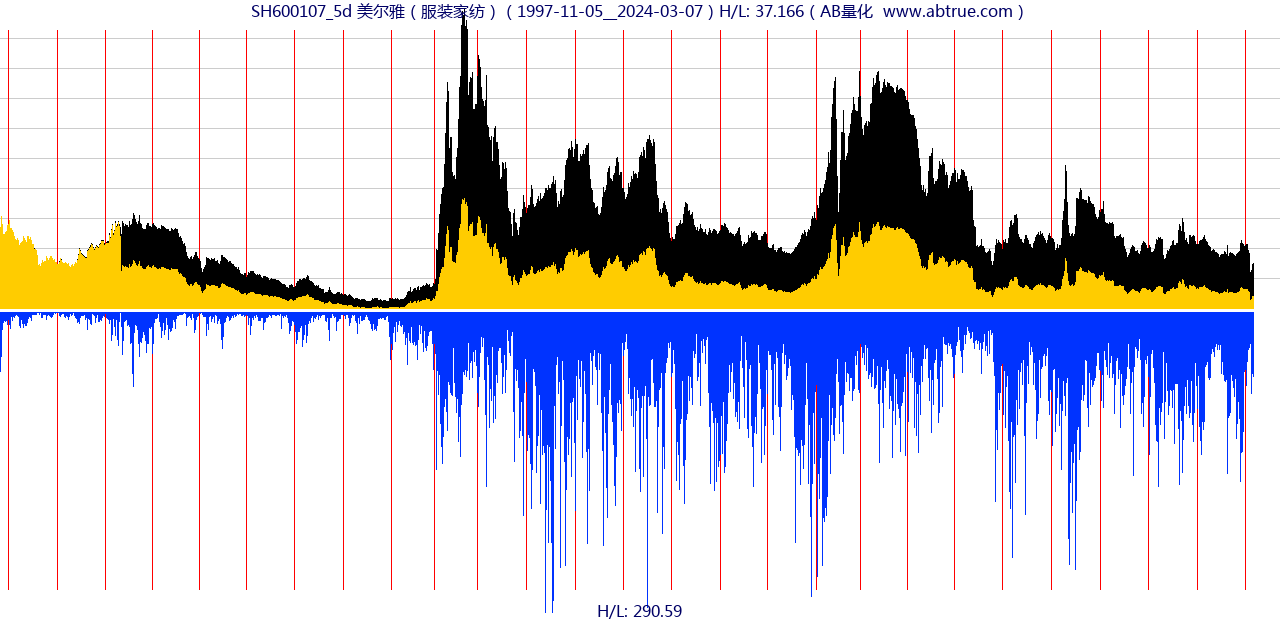 SH600107_5d 美尔雅 ( 服装家纺 ) ( 1997-11-05__2024-03-07 ) H/L: 37.166 ( AB量化  www.abtrue.com )
H/L: 290.59